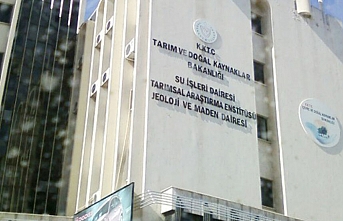 K.K.T.C
TARIM VE DOĞAL KAYNAKLAR
BAKANLIĞI
SU İŞLERİ DAİRESİ
TARIMSAL ARAŞTIRMA ENSTİTÜSÜ
JEOLOJİ VE MADEN DAİRESİ